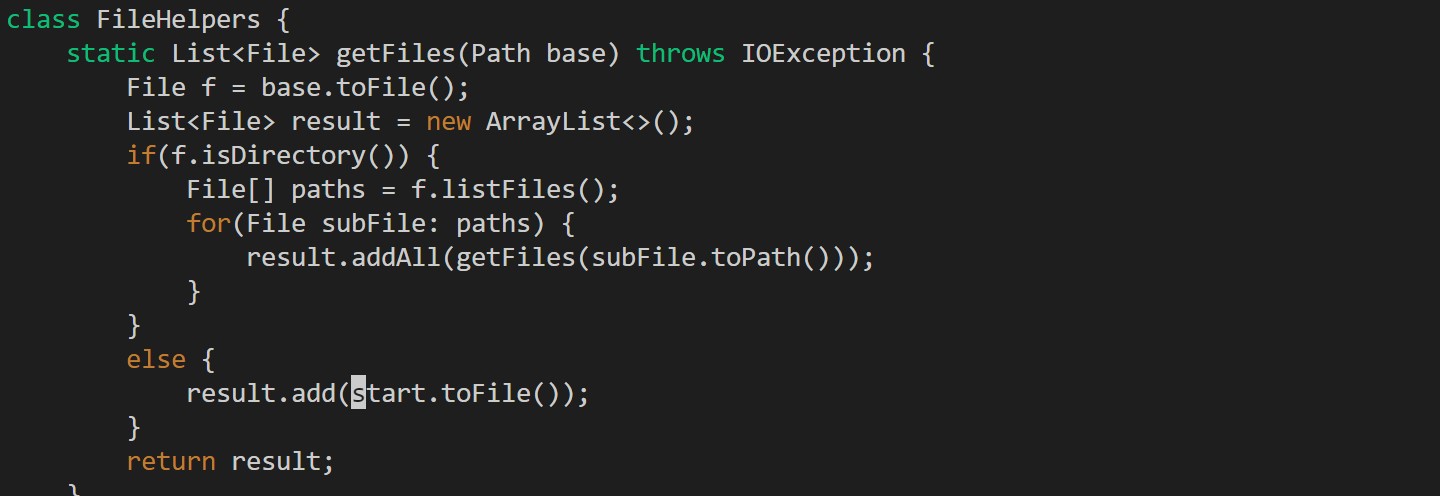 class FileHelpers {
    static List<File> getFiles(Path base) throws IOException {
        File f = base.toFile();
        List<File> result = new ArrayList<>();
        if(f.isDirectory()) {
            File[] paths = f.listFiles();
            for(File subFile: paths) {
                result.addAll(getFiles(subFile.toPath()));
            }
        }
        else {
            result.add(start.toFile());
        }
        return result;
    }